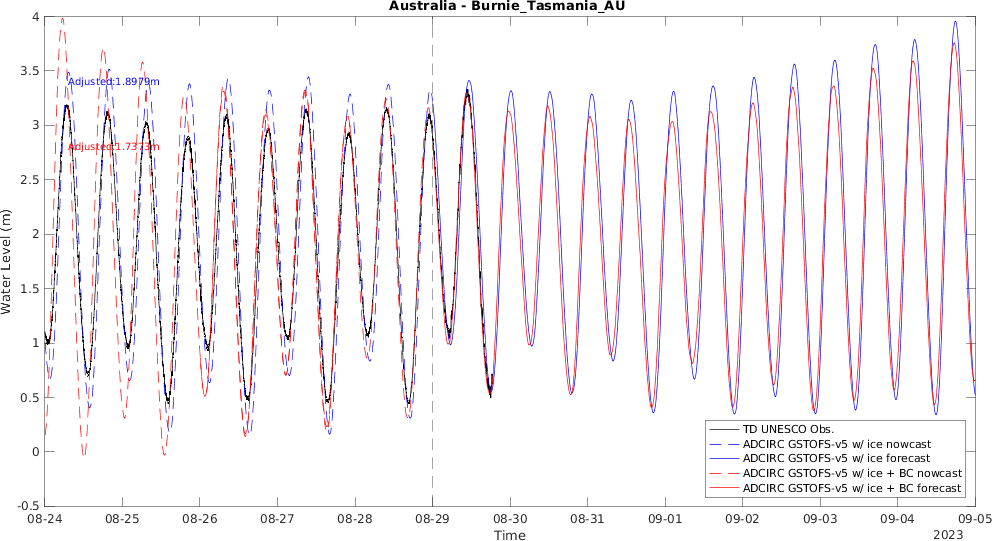 Australia - Burnie_Tasmania_AU
Water Level (m)
4
3.5
3
2.5
2
1.5
1
0.5
0
-0.5
Adjusted:1.8979m
Adjusted:1.7373m
TD UNESCO Obs.
ADCIRC GSTOFS-v5 w/ ice nowcast
ADCIRC GSTOFS-v5 w/ ice forecast
ADCIRC GSTOFS-v5 w/ ice + BC nowcast
ADCIRC GSTOFS-v5 w/ ice + BC forecast
08-24 08-25 08-26 08-27 08-28 08-29 08-30 08-31 09-01 09-02 09-03 09-04 09-05
Time
2023